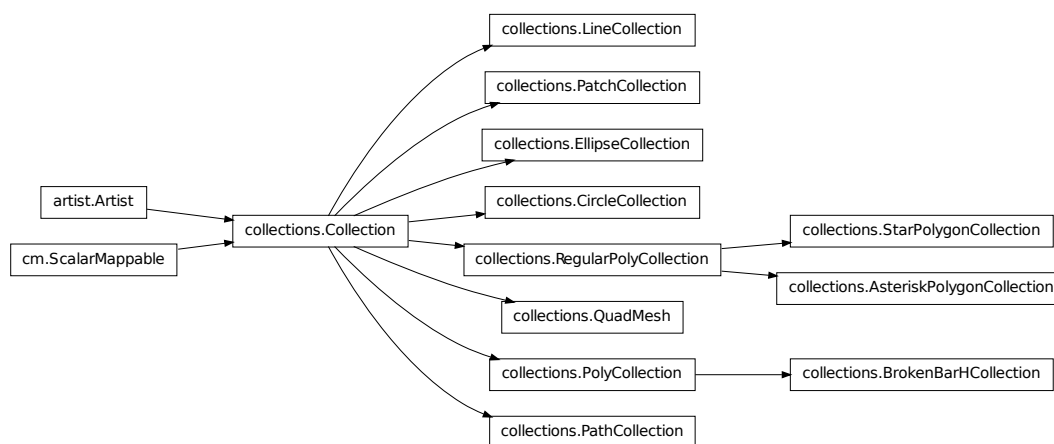 collections.LineCollection
collections.PatchCollection
collections.EllipseCollection
artist.Artist
collections.CircleCollection
collections.Collection
collections.StarPolygonCollection
cm.ScalarMappable
collections.RegularPolyCollection
collections.AsteriskPolygonCollection
collections.QuadMesh
collections.PolyCollection
collections.BrokenBarHCollection
collections.PathCollection